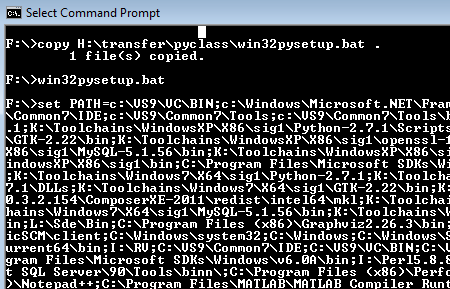 Select Command Prompt
F:\>copy H:\transfer\pyclass\win32pysetup.bat .
1 file(s) copied.
F:\>win32pysetup.bat
F:\>set PATH=c:\VS9\VC\BIN;c:\Windows\Microsoft.NET\Fram
\Common7\IDE;c:\VS9\Common7\Tools;c:\VS9\Common7\Tools\b
.1;K:\Toolchains\WindowsXP\X86\sig1\Python-2.7.1\Scripts
\GTK-2.22\bin;K:\Toolchains\WindowsXP\X86\sig1\openssl-1
X86\sig1\MySQL-5.1.56\bin;K:\Toolchains\WindowsXP\X86\si
indowsXP\X86\sig1\bin;C:\Program Files\Microsoft SDKs\Wi
;K:\Toolchains\Windows7\X64\sig1\Python-2.7.1;K:\Toolcha
7.1\DLLs;K:\Toolchains\Windows7\X64\sig1\GTK-2.22\bin;K:
0.3.2.154\ComposerXE-2011\redist\intel64\mkl;K:\Toolchai
hains\Windows7\X64\sig1\MySQL-5.1.56\bin;K:\Toolchains\W
in;L:\Sde\Bin;C:\Program Files (x86)\Graphviz2.26.3\bin;
icSCM\client;C:\Windows\system32;C:\Windows;C:\Windows\S
urent64\bin;I:\RV;C:\VS9\Common7\IDE;C:\VS9\VC\BIN;C:\VS
gram Files\Microsoft SDKs\Windows\v6.0A\bin;I:\Perl5.8.8
t SQL Server\90\Tools\binn\;C:\Program Files (x86)\Perfo
)\Notepad++;C:\Program Files\MATLAB\MATLAB Compiler Runt